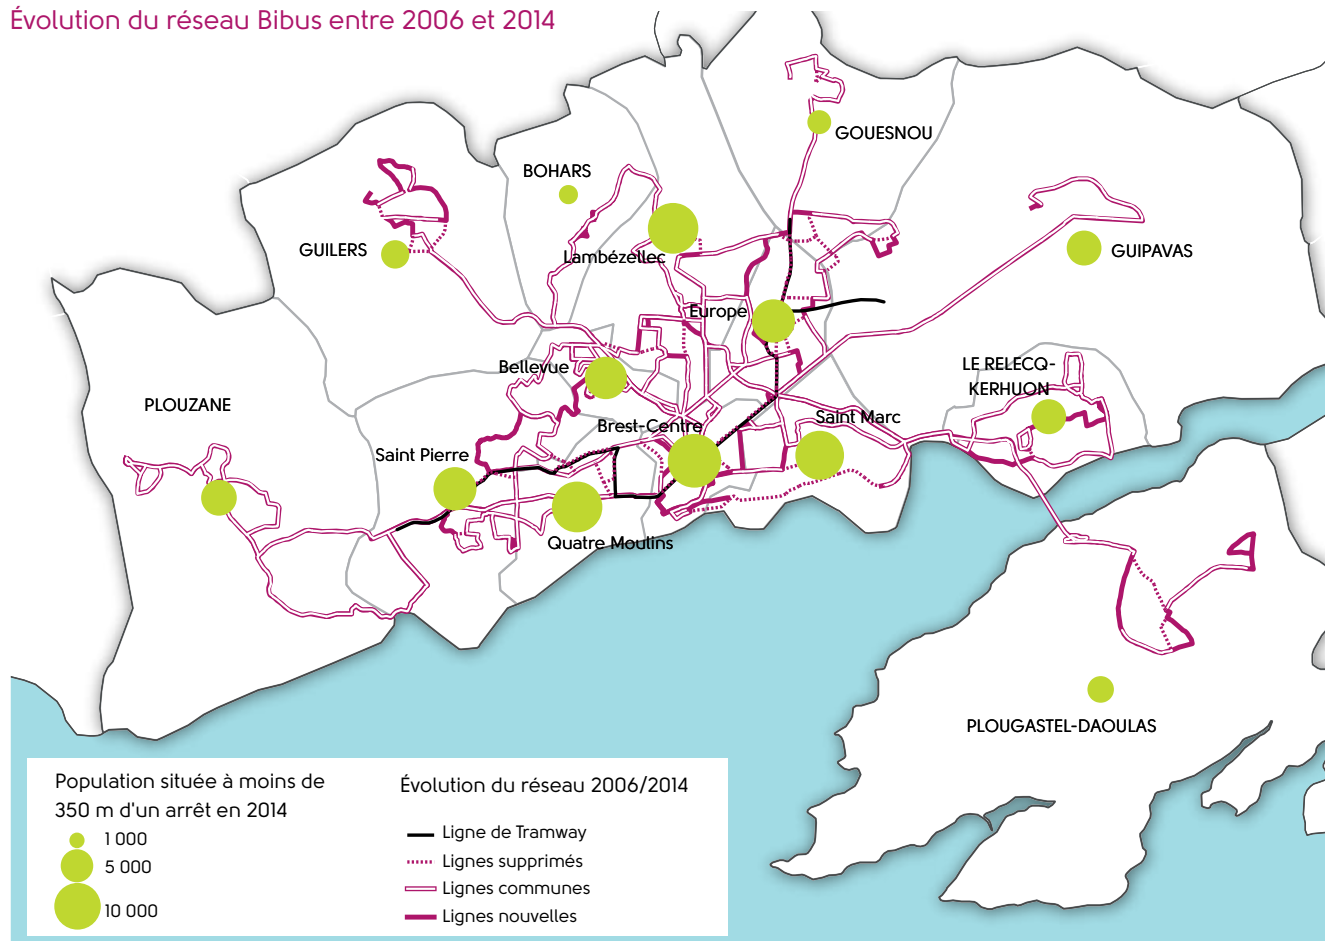 Évolution du réseau Bibus entre 2006 et 2014
GOUESNOU
BOHARS
GUILERS
Lambézellec
GUIPAVAS
Europe
Bellevue
LE RELECQ-
KERHUON
PLOUZANE
Saint Marc
Brest-Centre
Saint Pierre
Quatre Moulins
PLOUGASTEL-DAOULAS
Population située à moins de
350 m d'un arrêt en 2014
1 000
5 000
10 000
Évolution du réseau 2006/2014
Ligne de Tramway
Lignes supprimés
Lignes communes
Lignes nouvelles